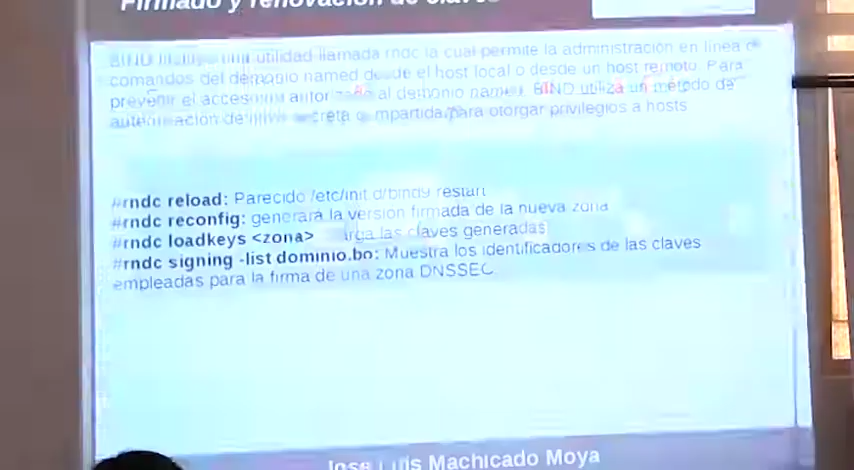 Firmado y renovación de claves
BIND incluye una utilidad llamada rndc la cual permite la administración en línea de
comandos del demonio named desde el host local o desde un host remoto. Para
prevenir el acceso al demonio named, BIND utiliza un método de
autenticación de clave secreta compartida para otorgar privilegios a hosts
#rndc reload: Parecido /etc/init.d/bind9 restart
#rndc reconfig: generará la versión firmada de la nueva zona
#rndc loadkeys <zona> las claves generadas
#rndc signing -list dominio.bo: Muestra los identificadores de las claves
empleadas para la firma de una zona DNSSEC
Jose Luis Machicado Moya